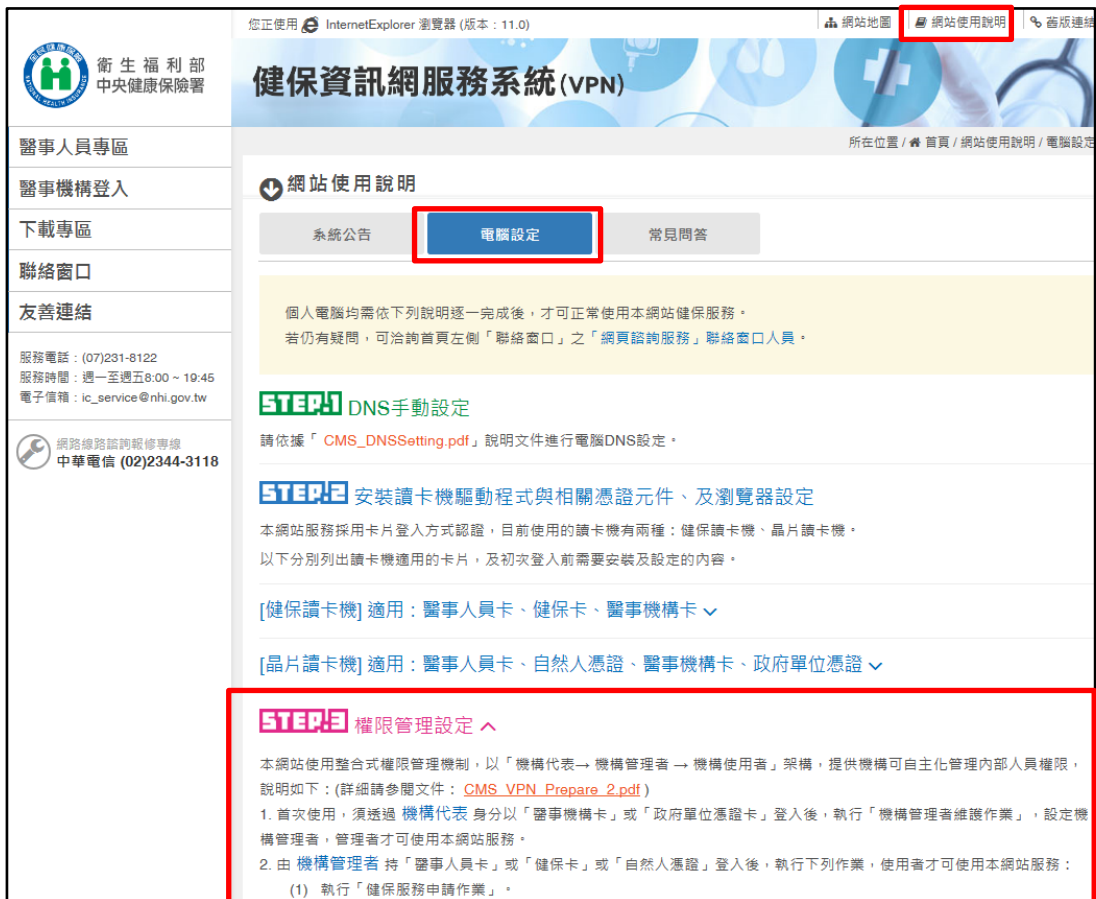 您正使用 InternetExplorer 瀏覽器 (版本：11.0)
網站地圖
網站使用說明
舊版連結
衛生福利部
中央健康保險署
全民健康保險
NATIONAL HEALTH INSURANCE
健保資訊網服務系統(VPN)
醫事人員專區
醫事機構登入
下載專區
聯絡窗口
友善連結
服務電話：(07)231-8122
服務時間：週一至週五8:00 ~ 19:45
電子信箱：ic_service@nhi.gov.tw
網路線路諮詢報修專線
中華電信 (02)2344-3118
所在位置 / 首頁 / 網站使用說明 / 電腦設定
網站使用說明
系統公告
電腦設定
常見問答
個人電腦均需依下列說明逐一完成後，才可正常使用本網站健保服務。
若仍有疑問，可洽詢首頁左側「聯絡窗口」之「網頁諮詢服務」聯絡窗口人員。
STEP.1 DNS手動設定
請依據「 CMS_DNSSetting.pdf」說明文件進行電腦DNS設定。
STEP.2 安裝讀卡機驅動程式與相關憑證元件、及瀏覽器設定
本網站服務採用卡片登入方式認證，目前使用的讀卡機有兩種：健保讀卡機、晶片讀卡機。
以下分別列出讀卡機適用的卡片，及初次登入前需要安裝及設定的內容。
[健保讀卡機] 適用：醫事人員卡、健保卡、醫事機構卡
[晶片讀卡機] 適用：醫事人員卡、自然人憑證、醫事機構卡、政府單位憑證
STEP.3 權限管理設定
本網站使用整合式權限管理機制，以「機構代表→ 機構管理者 → 機構使用者」架構，提供機構可自主化管理內部人員權限，
說明如下：(詳細請參閱文件： CMS_VPN_Prepare_2.pdf )
1. 首次使用，須透過 機構代表 身分以「醫事機構卡」或「政府單位憑證卡」登入後，執行「機構管理者維護作業」，設定機
構管理者，管理者才可使用本網站服務。
2. 由 機構管理者 持「醫事人員卡」或「健保卡」或「自然人憑證」登入後，執行下列作業，使用者才可使用本網站服務：
(1) 執行「健保服務申請作業」。